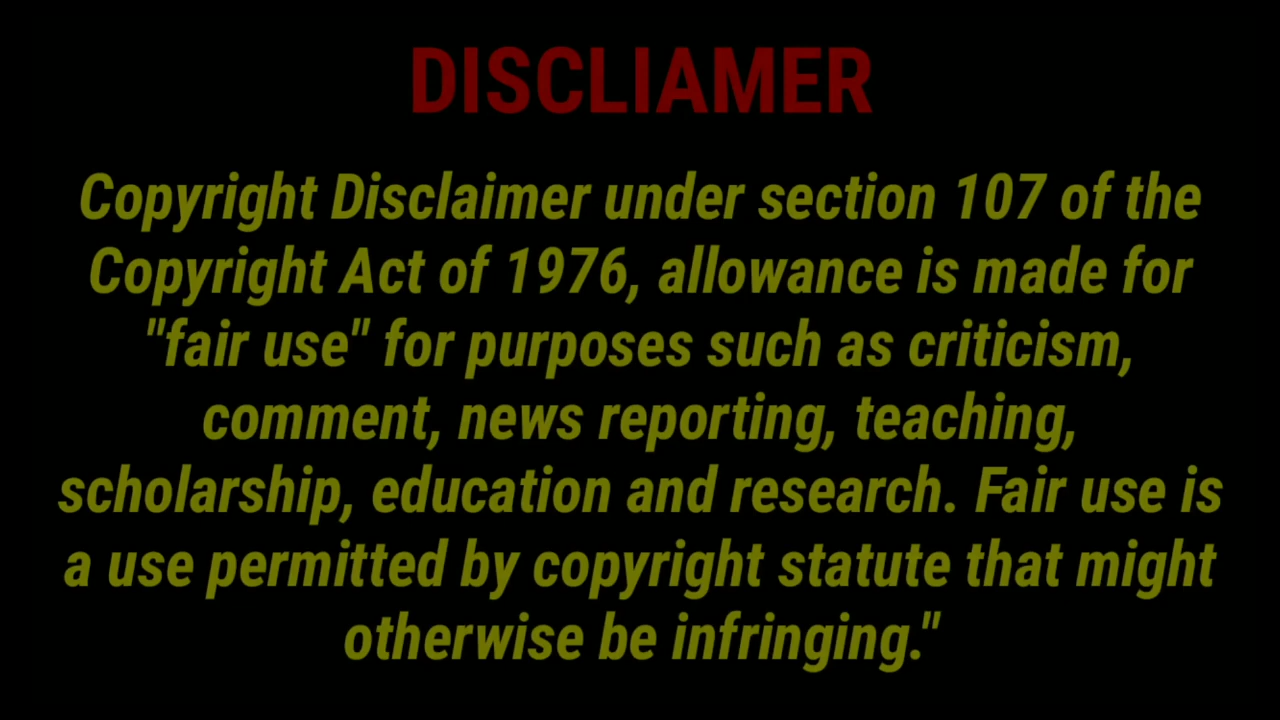 DISCLIAMER
Copyright Disclaimer under section 107 of the
Copyright Act of 1976, allowance is made for
"fair use" for purposes such as criticism,
comment, news reporting, teaching,
scholarship, education and research. Fair use is
a use permitted by copyright statute that might
otherwise be infringing."